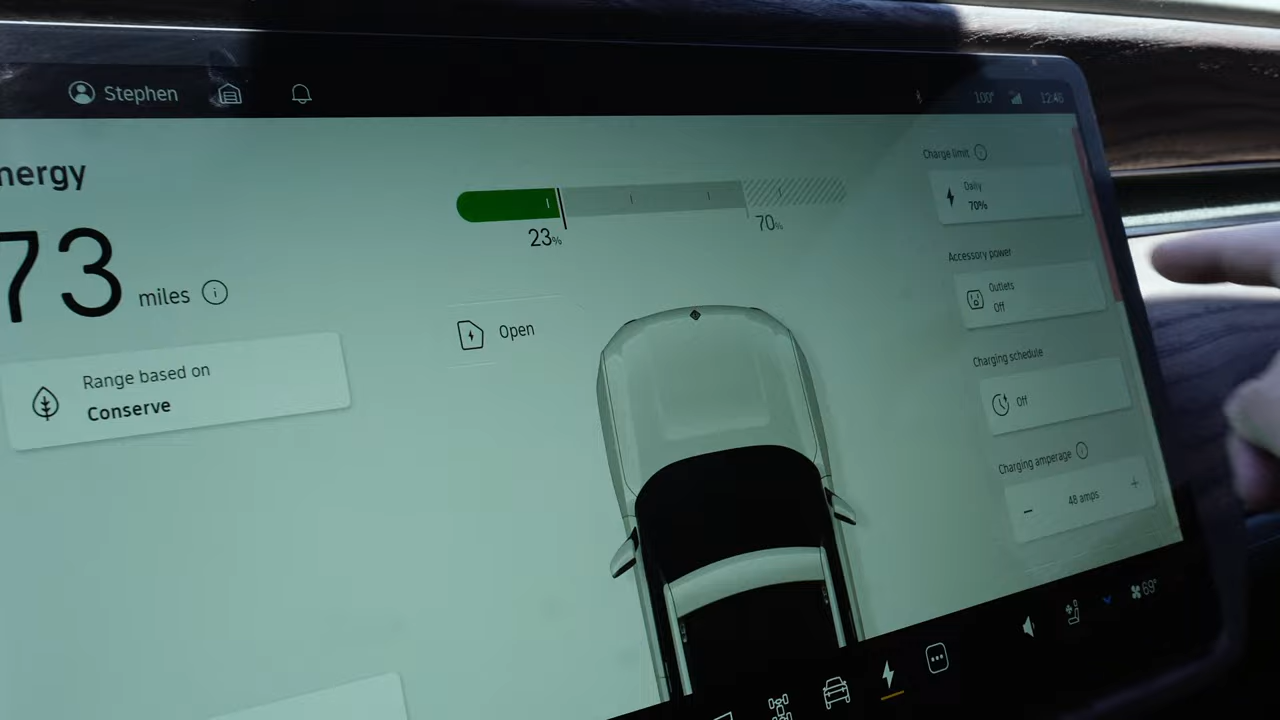 Stephen
100°
12:46
nergy
73
miles
Range based on
Conserve
23%
70%
Open
Charge limit
Daily
70%
Accessory power
Outlets
Off
Charging schedule
Off
Charging amperage
48 amps
69°